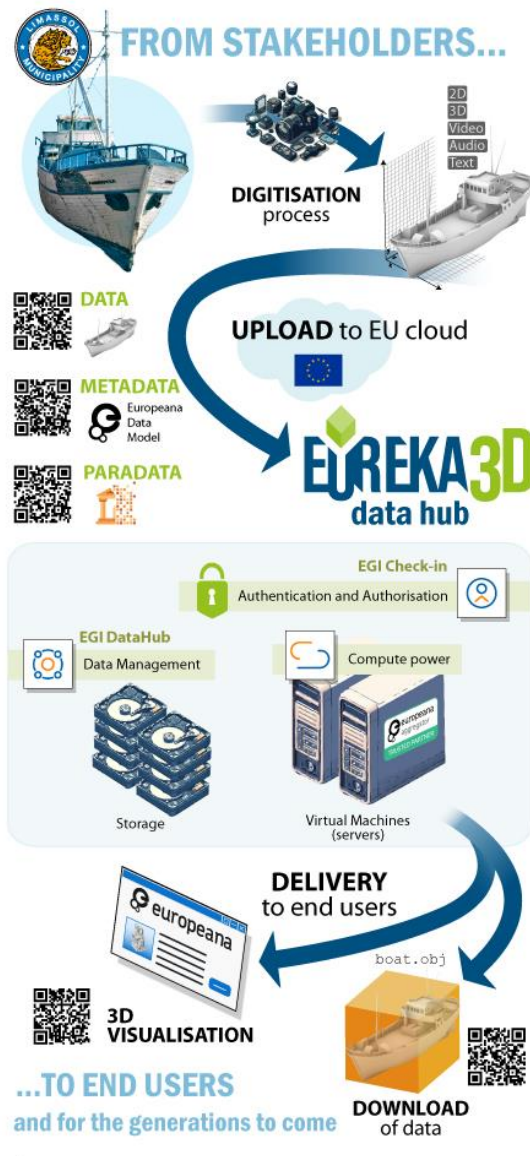 LIMASSOL
MUNICIPALITY
FROM STAKEHOLDERS...
2D
3D
Video
Audio
Text
DIGITISATION
process
DATA
UPLOAD to EU cloud
METADATA
Europeana
Data
Model
PARADATA
EUREKA3D
data hub
EGI Check-in
Authentication and Authorisation
EGI DataHub
Data Management
Compute power
europeana
aggregator
TRUSTED PARTNER
Storage
Virtual Machines
(servers)
DELIVERY
to end users
europeana
boat.obj
3D
VISUALISATION
...TO END USERS
and for the generations to come
DOWNLOAD
of data